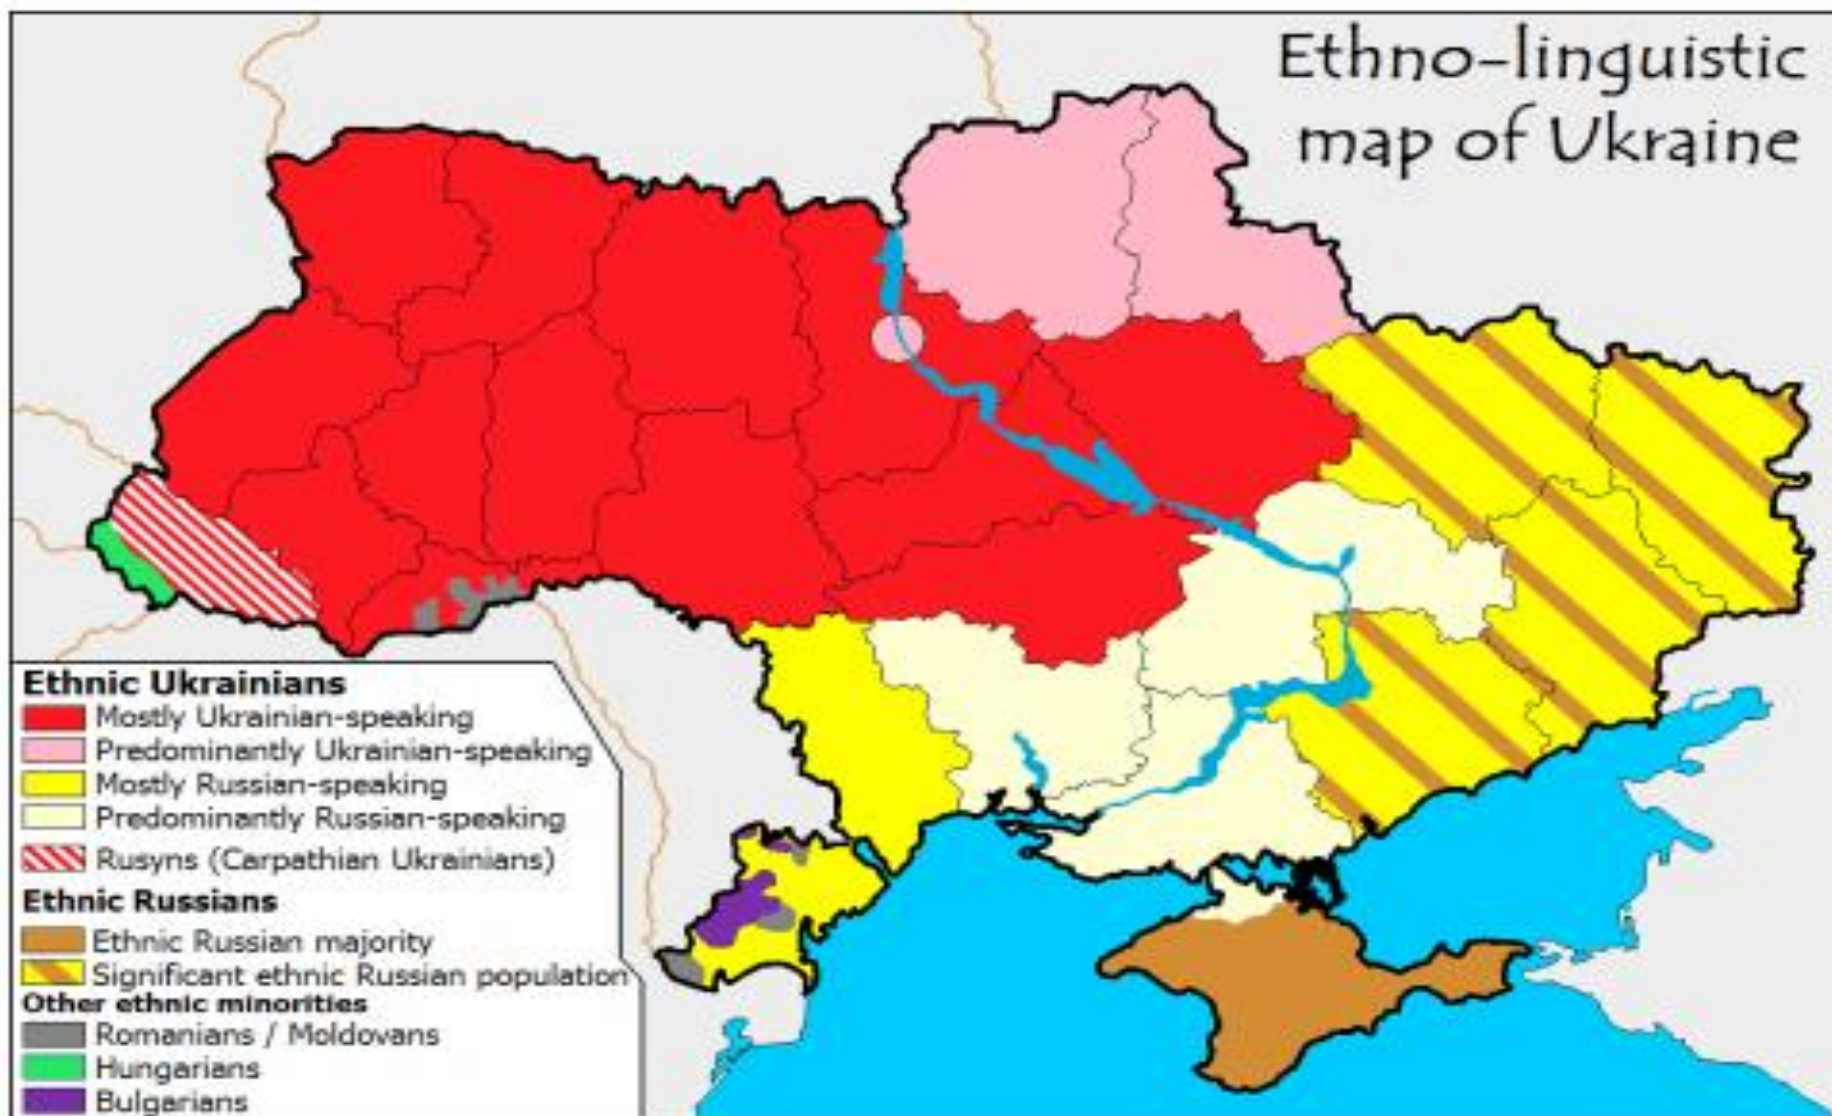 Ethno-linguistic
map of Ukraine
Ethnic Ukrainians
Mostly Ukrainian-speaking
Predominantly Ukrainian-speaking
Mostly Russian-speaking
Predominantly Russian-speaking
Rusyns (Carpathian Ukrainians)
Ethnic Russians
Ethnic Russian majority
Significant ethnic Russian population
Other ethnic minorities
Romanians / Moldovans
Hungarians
Bulgarians